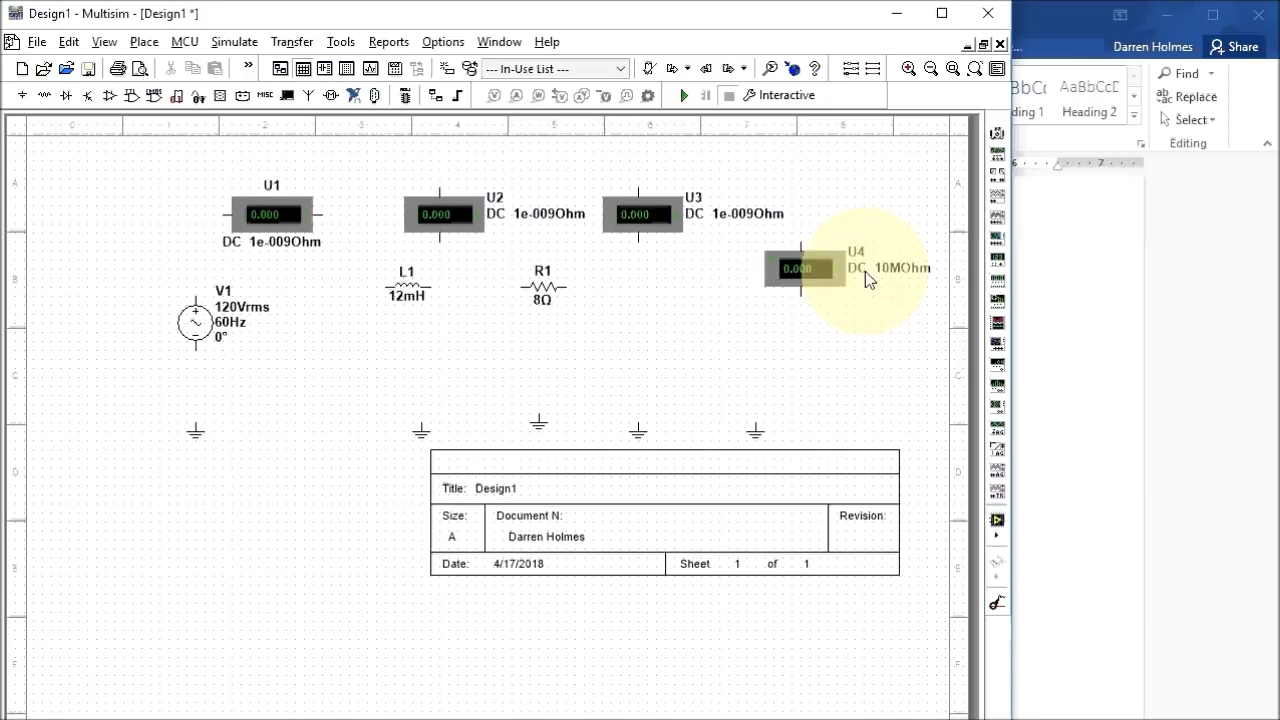 Design1 - Multisim - [Design1 *]
File Edit View Place MCU Simulate Transfer Tools Reports Options Window Help
--- In-Use List ---
Interactive
MISC
Darren Holmes
Share
Heading 2
Find
Replace
Select
Editing
7
U1
0.000
DC 1e-009Ohm
U2
0.000
DC 1e-009Ohm
U3
0.000
DC 1e-009Ohm
U4
0.000
DC 10MOhm
V1
120Vrms
60Hz
0°
L1
12mH
R1
8Ω
Title: Design1
Size:
A
Document N:
Darren Holmes
Revision:
Date: 4/17/2018
Sheet 1 of 1